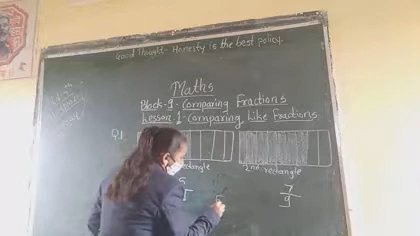 Good thought - Honesty is the best policy.
Maths
Block-9 - Comparing Fractions
Lesson 1 - Comparing Like Fractions
Q1.
rectangle
2nd rectangle
7
9